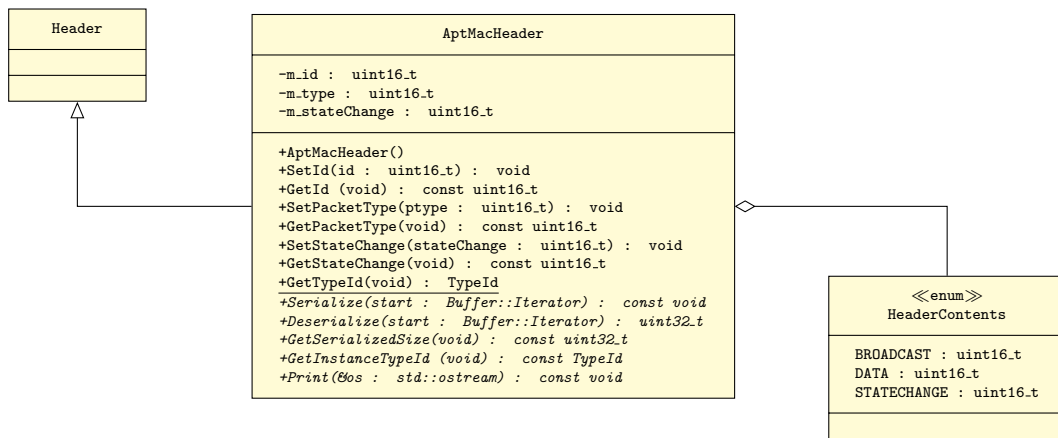 Header
AptMacHeader
-m_id : uint16_t
-m_type : uint16_t
-m_stateChange : uint16_t
+AptMacHeader()
+SetId(id : uint16_t) : void
+GetId (void) : const uint16_t
+SetPacketType(ptype : uint16_t) : void
+GetPacketType(void) : const uint16_t
+SetStateChange(stateChange : uint16_t) : void
+GetStateChange(void) : const uint16_t
+GetTypeId(void) : TypeId
+Serialize(start : Buffer::Iterator) : const void
+Deserialize(start : Buffer::Iterator) : uint32_t
+GetSerializedSize(void) : const uint32_t
+GetInstanceTypeId (void) : const TypeId
+Print(&os : std::ostream) : const void
≪enum≫
HeaderContents
BROADCAST : uint16_t
DATA : uint16_t
STATECHANGE : uint16_t